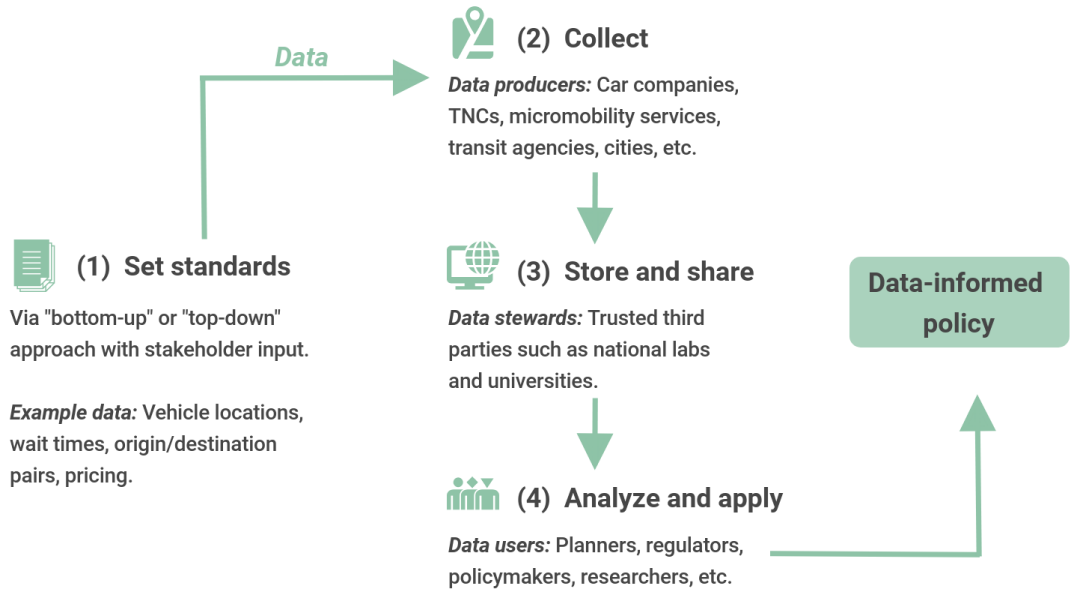 Data
(1) Set standards
Via "bottom-up" or "top-down"
approach with stakeholder input.
Example data: Vehicle locations,
wait times, origin/destination
pairs, pricing.
(2) Collect
Data producers: Car companies,
TNCs, micromobility services,
transit agencies, cities, etc.
(3) Store and share
Data stewards: Trusted third
parties such as national labs
and universities.
(4) Analyze and apply
Data users: Planners, regulators,
policymakers, researchers, etc.
Data-informed
policy